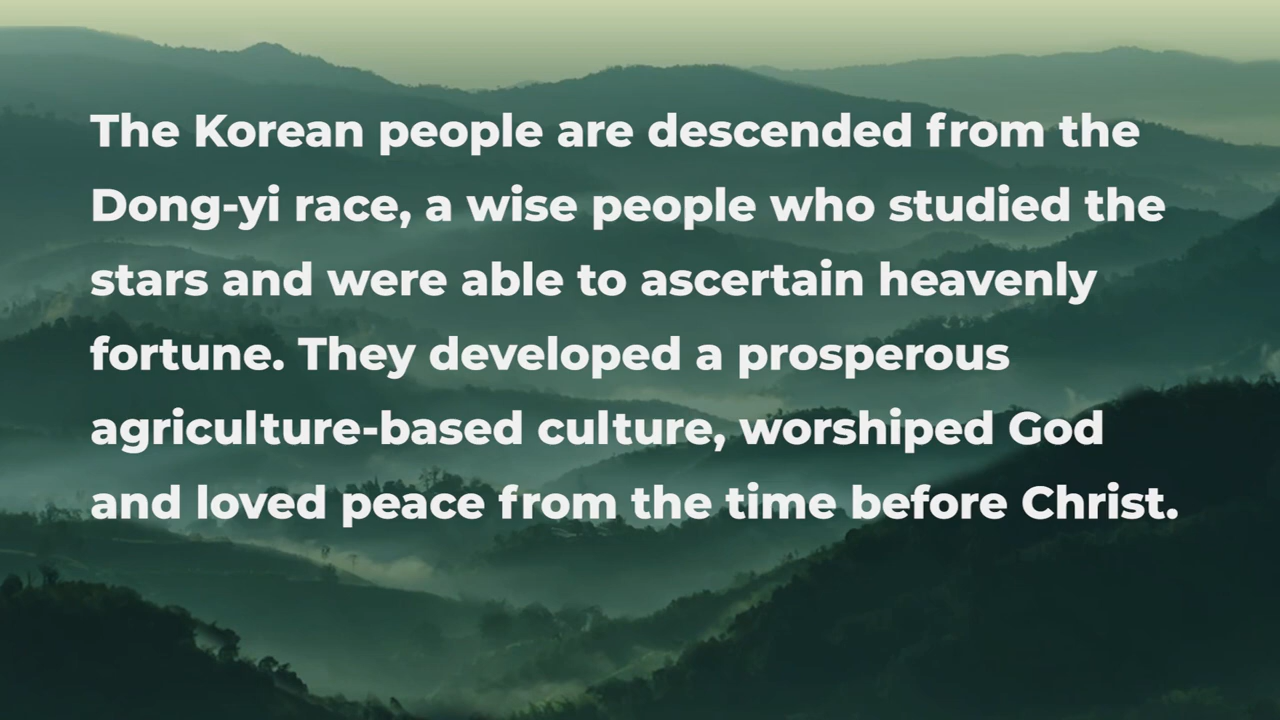 The Korean people are descended from the
Dong-yi race, a wise people who studied the
stars and were able to ascertain heavenly
fortune. They developed a prosperous
agriculture-based culture, worshiped God
and loved peace from the time before Christ.